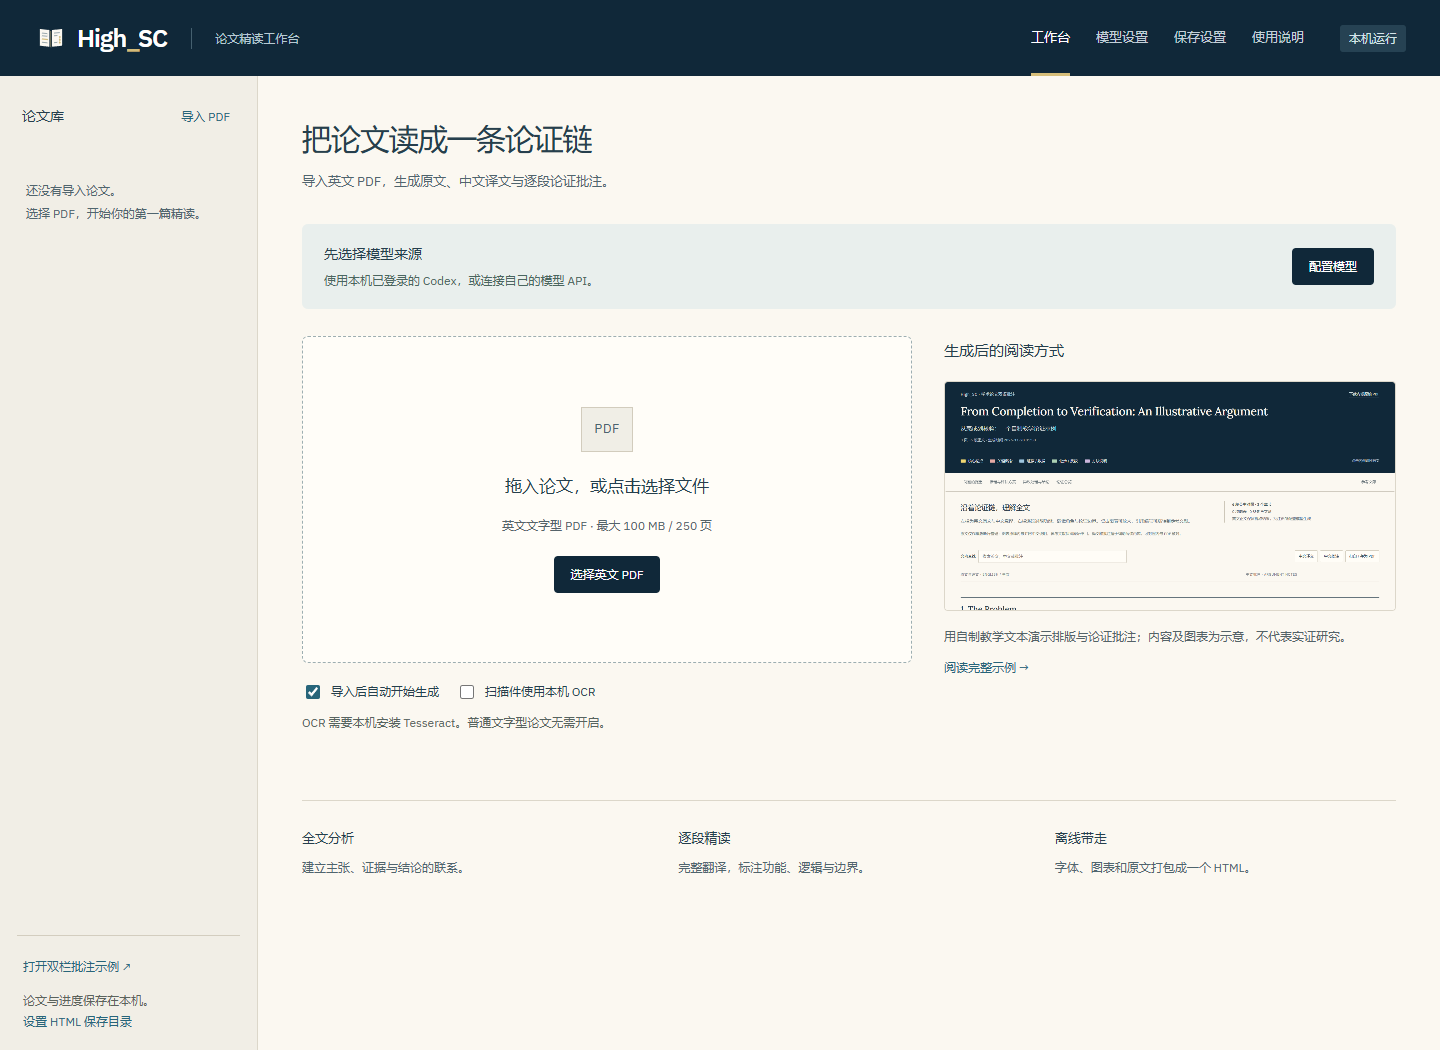 High_SC
论文精读工作台
工作台
模型设置
保存设置
使用说明
本机运行
论文库
导入 PDF
还没有导入论文。
选择 PDF，开始你的第一篇精读。
把论文读成一条论证链
导入英文 PDF，生成原文、中文译文与逐段论证批注。
先选择模型来源
使用本机已登录的 Codex，或连接自己的模型 API。
配置模型
PDF
拖入论文，或点击选择文件
英文文字型 PDF · 最大 100 MB / 250 页
选择英文 PDF
导入后自动开始生成
扫描件使用本机 OCR
OCR 需要本机安装 Tesseract。普通文字型论文无需开启。
生成后的阅读方式
From Completion to Verification: An Illustrative Argument
沿着论证链，理解全文
1. The Problem
用自制教学文本演示排版与论证批注；内容及图表为示意，不代表实证研究。
阅读完整示例 →
全文分析
建立主张、证据与结论的联系。
逐段精读
完整翻译，标注功能、逻辑与边界。
离线带走
字体、图表和原文打包成一个 HTML。
打开双栏批注示例 ↗
论文与进度保存在本机。
设置 HTML 保存目录